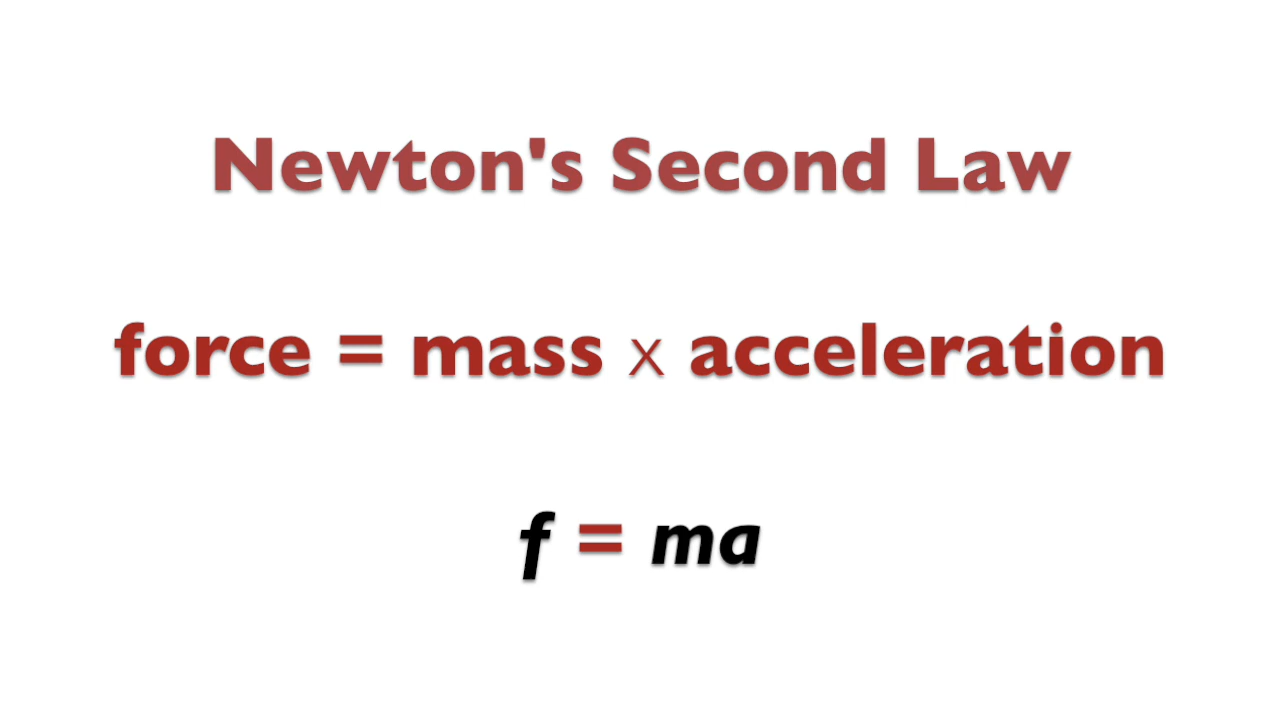 Newton's Second Law
force = mass x acceleration
f = ma